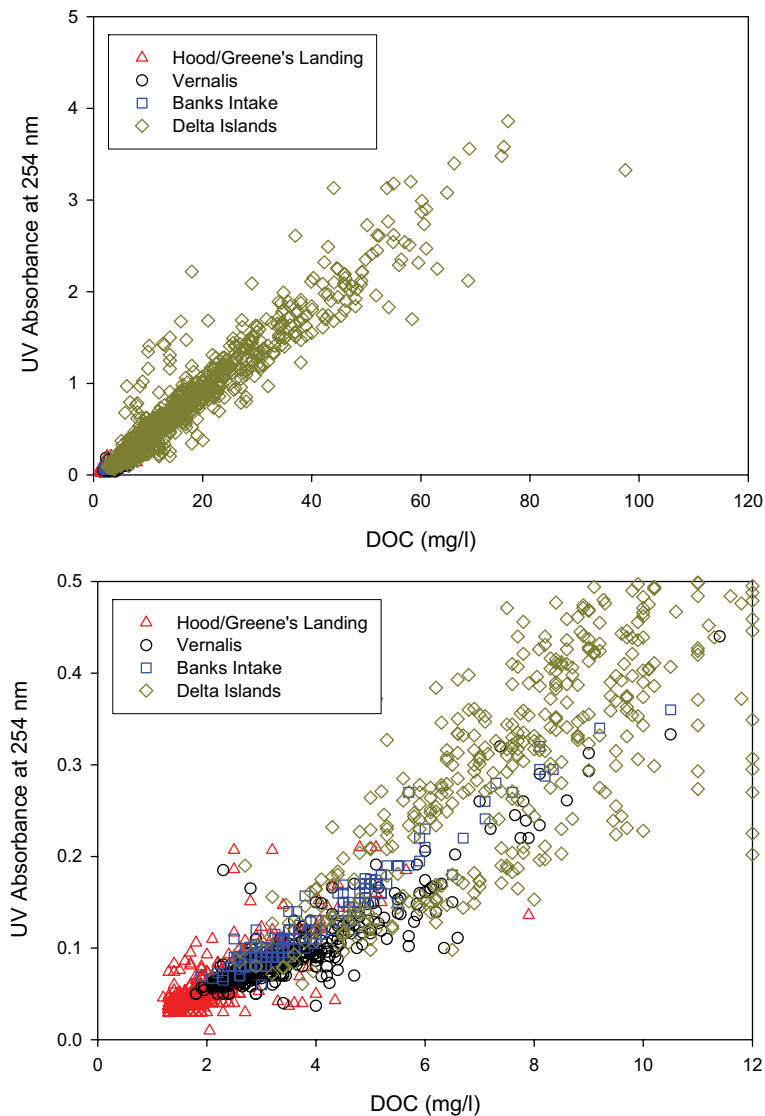 5
Hood/Greene's Landing
Vernalis
Banks Intake
Delta Islands
4
3
2
1
0
UV Absorbance at 254 nm
0 20 40 60 80 100 120
DOC (mg/l)
0.5
Hood/Greene's Landing
Vernalis
Banks Intake
Delta Islands
0.4
0.3
0.2
0.1
0.0
UV Absorbance at 254 nm
0 2 4 6 8 10 12
DOC (mg/l)